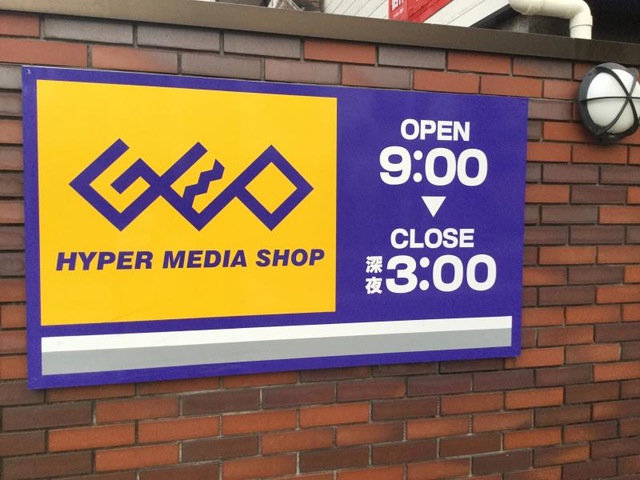 GEO
HYPER MEDIA SHOP
OPEN
9:00
▼
CLOSE
深夜3:00